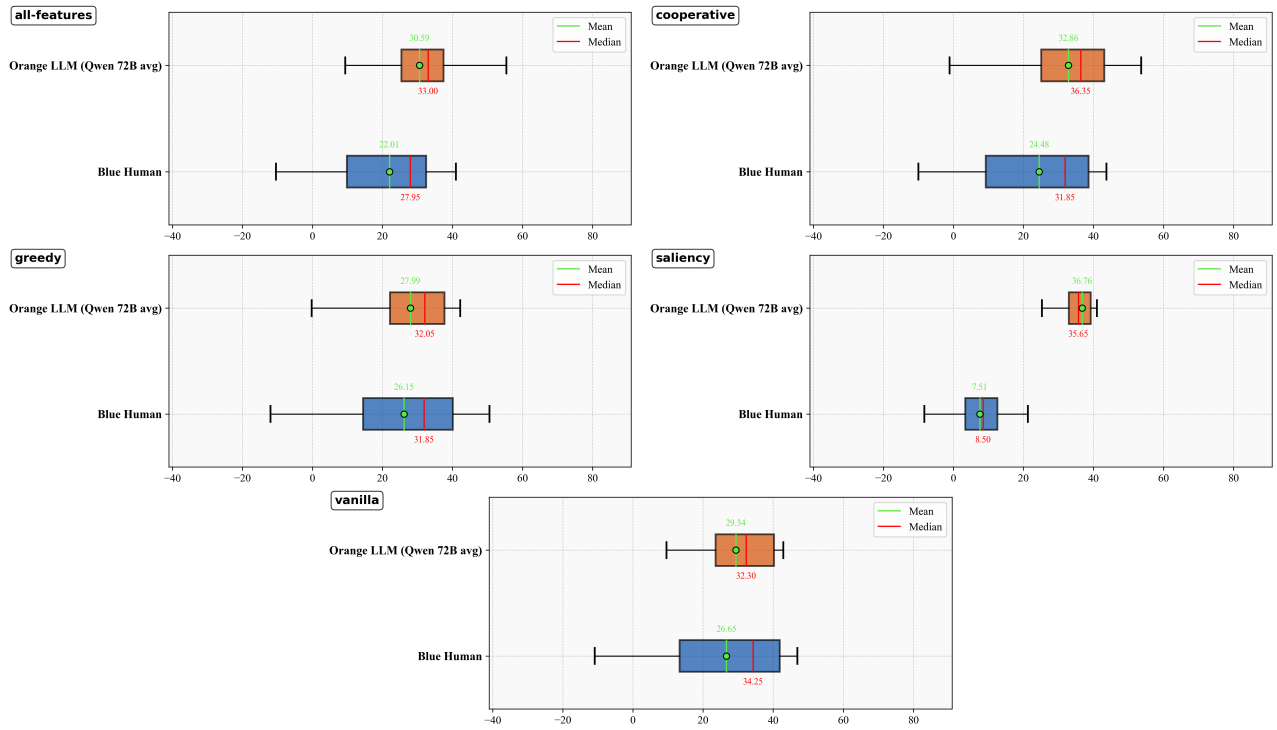 all-features
Mean
Median
Orange LLM (Qwen 72B avg)
30.59
33.00
Blue Human
22.01
27.95
−40 −20 0 20 40 60 80
cooperative
Mean
Median
Orange LLM (Qwen 72B avg)
32.86
36.35
Blue Human
24.48
31.85
−40 −20 0 20 40 60 80
greedy
Mean
Median
Orange LLM (Qwen 72B avg)
27.99
32.05
Blue Human
26.15
31.85
−40 −20 0 20 40 60 80
saliency
Mean
Median
Orange LLM (Qwen 72B avg)
36.76
35.65
Blue Human
7.51
8.50
−40 −20 0 20 40 60 80
vanilla
Mean
Median
Orange LLM (Qwen 72B avg)
29.34
32.30
Blue Human
26.65
34.25
−40 −20 0 20 40 60 80